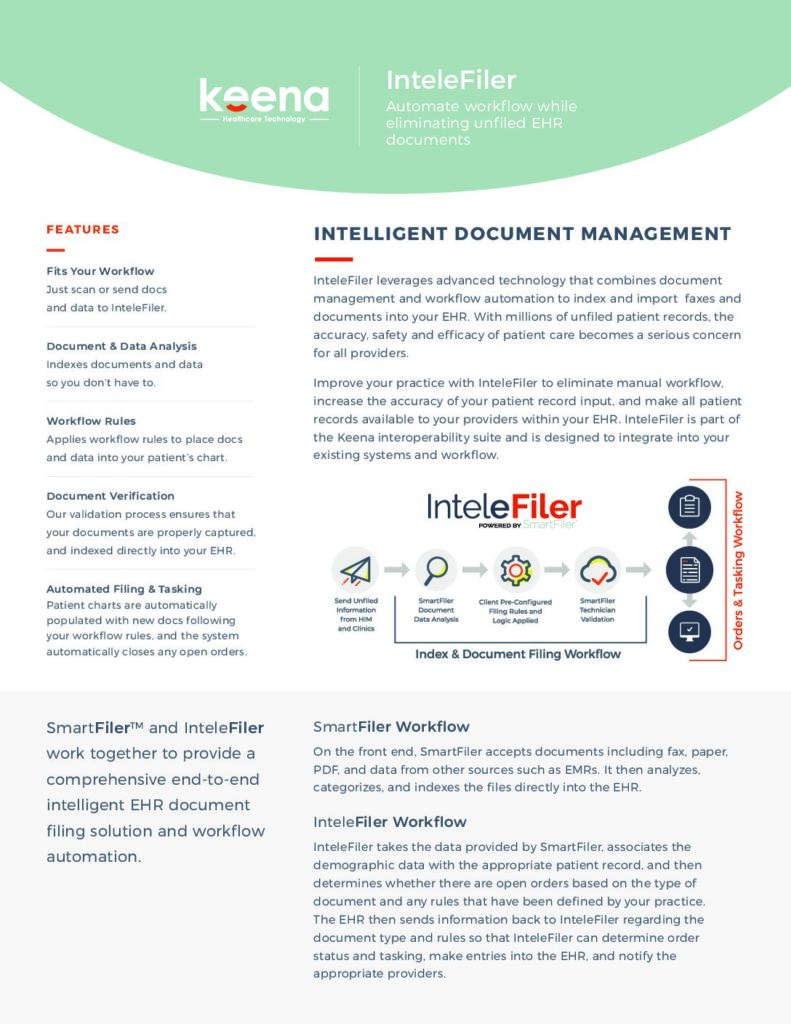 keena
Healthcare Technology
InteleFiler
Automate workflow while
eliminating unfiled EHR
documents
FEATURES
Fits Your Workflow
Just scan or send docs
and data to InteleFiler.
Document & Data Analysis
Indexes documents and data
so you don't have to.
Workflow Rules
Applies workflow rules to place docs
and data into your patient's chart.
Document Verification
Our validation process ensures that
your documents are properly captured,
and indexed directly into your EHR.
Automated Filing & Tasking
Patient charts are automatically
populated with new docs following
your workflow rules, and the system
automatically closes any open orders.
INTELLIGENT DOCUMENT MANAGEMENT
InteleFiler leverages advanced technology that combines document
management and workflow automation to index and import faxes and
documents into your EHR. With millions of unfiled patient records, the
accuracy, safety and efficacy of patient care becomes a serious concern
for all providers.
Improve your practice with InteleFiler to eliminate manual workflow,
increase the accuracy of your patient record input, and make all patient
records available to your providers within your EHR. InteleFiler is part of
the Keena interoperability suite and is designed to integrate into your
existing systems and workflow.
InteleFiler
POWERED BY SmartFiler
Send Unfiled
Information
from HIM
and Clinics
SmartFiler
Document
Data Analysis
Client Pre-Configured
Filing Rules and
Logic Applied
SmartFiler
Technician
Validation
Index & Document Filing Workflow
Orders & Tasking Workflow
SmartFiler™ and InteleFiler
work together to provide a
comprehensive end-to-end
intelligent EHR document
filing solution and workflow
automation.
SmartFiler Workflow
On the front end, SmartFiler accepts documents including fax, paper,
PDF, and data from other sources such as EMRs. It then analyzes,
categorizes, and indexes the files directly into the EHR.
InteleFiler Workflow
InteleFiler takes the data provided by SmartFiler, associates the
demographic data with the appropriate patient record, and then
determines whether there are open orders based on the type of
document and any rules that have been defined by your practice.
The EHR then sends information back to InteleFiler regarding the
document type and rules so that InteleFiler can determine order
status and tasking, make entries into the EHR, and notify the
appropriate providers.